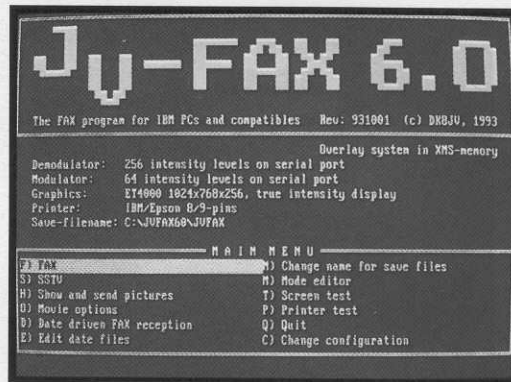 JV-FAX 6.0
The FAX program for IBM PCs and compatibles Rev: 931001 (c) DK8JV, 1993
Overlay system in XMS-memory
Demodulator: 256 intensity levels on serial port
Modulator: 64 intensity levels on serial port
Graphics: ET4000 1024x768x256, true intensity display
Printer: IBM/Epson 8/9-pins
Save-filename: C:\JVFAX60\JVFAX
MAIN MENU
F) FAX
N) Change name for save files
S) SSTV
M) Mode editor
H) Show and send pictures
T) Screen test
O) Movie options
P) Printer test
D) Date driven FAX reception
Q) Quit
E) Edit date files
C) Change configuration